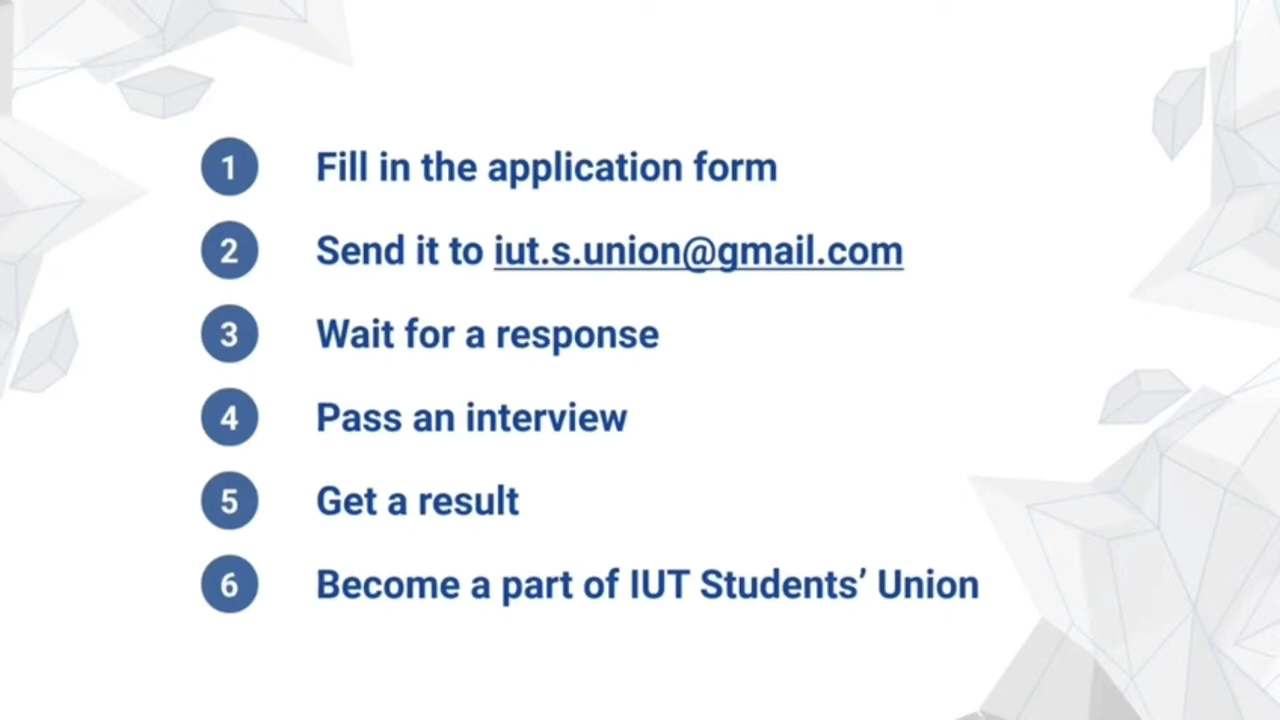 1 Fill in the application form
2 Send it to iut.s.union@gmail.com
3 Wait for a response
4 Pass an interview
5 Get a result
6 Become a part of IUT Students’ Union